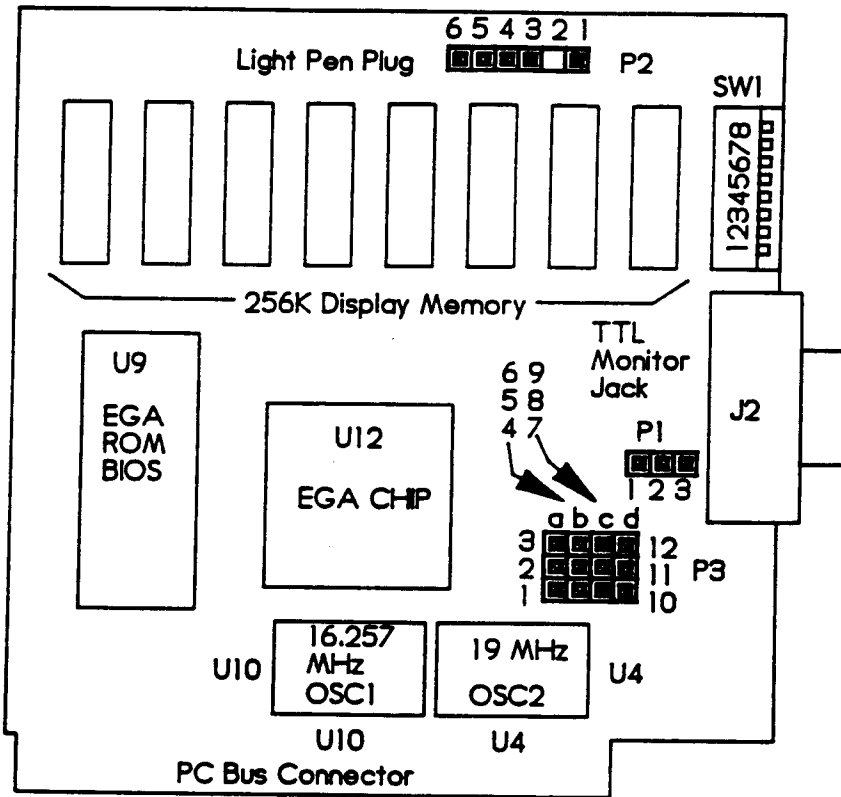 6 5 4 3 2 1
Light Pen Plug
P2
SW1
12345678
256K Display Memory
TTL
Monitor
Jack
J2
U9
EGA
ROM
BIOS
U12
EGA CHIP
6 9
5 8
4 7
P1
1 2 3
a b c d
3 12
2 11
1 10
P3
U10
16.257
MHz
OSC1
19 MHz
OSC2
U4
U10
U4
PC Bus Connector